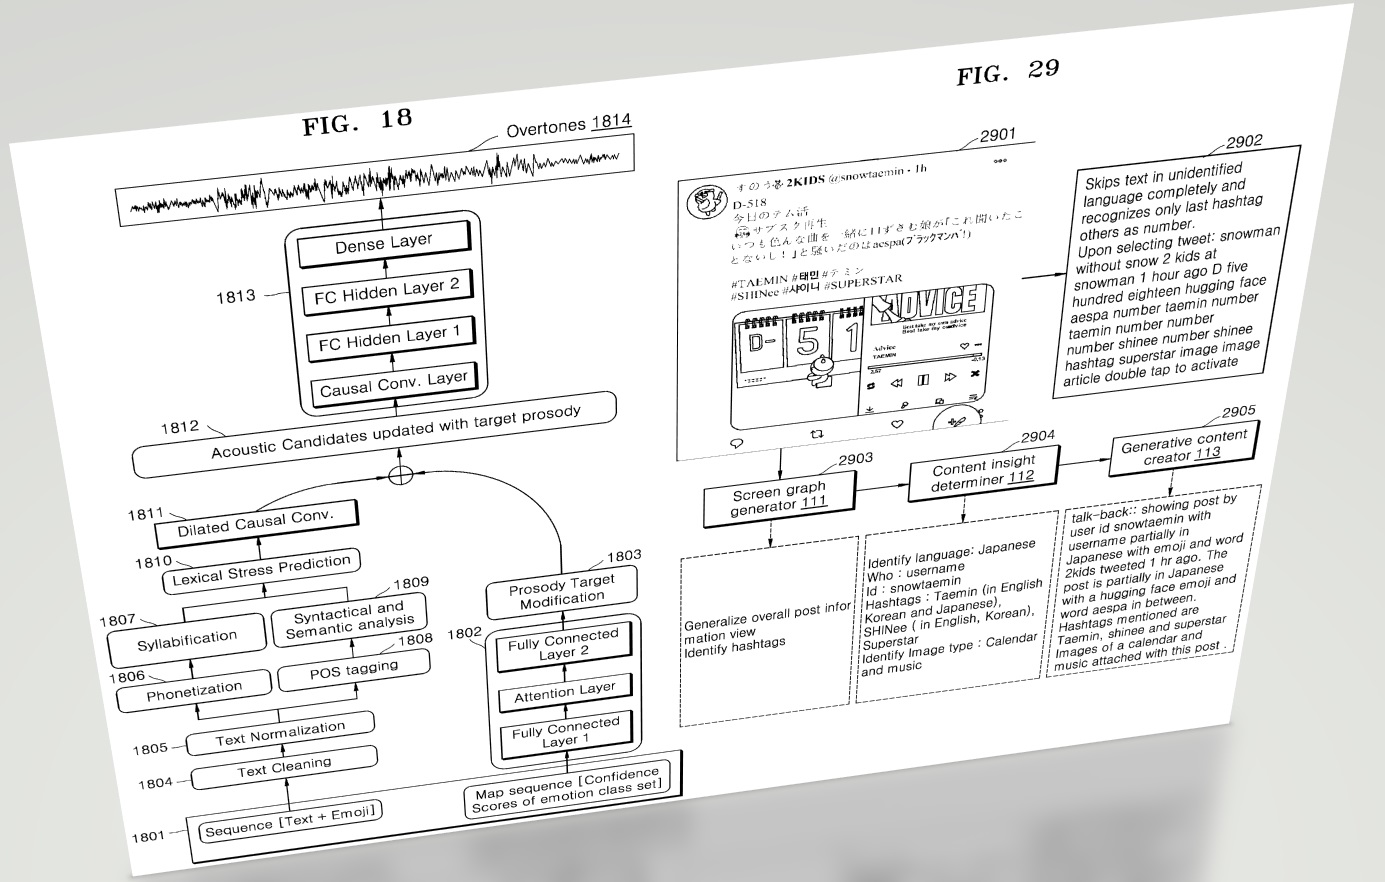 FIG. 18
Overtones 1814
Dense Layer
FC Hidden Layer 2
1813
FC Hidden Layer 1
Causal Conv. Layer
1812
Acoustic Candidates updated with target prosody
1811
Dilated Causal Conv.
1810
Lexical Stress Prediction
1803
Prosody Target
Modification
1809
1807
Syllabification
Syntactical and
Semantic analysis
1808
1802
Fully Connected
Layer 2
1806
Phonetization
POS tagging
Attention Layer
1805
Text Normalization
Fully Connected
Layer 1
1804
Text Cleaning
Map sequence [Confidence
Scores of emotion class set]
1801
Sequence [Text + Emoji]
FIG. 29
2901
すのう 2KIDS @snowtaemin · 1h
D-518
今日のテム活
サブスク再生
いつも色んな曲を一緒に口ずさむ娘が「これ聞いたこ
とないし！」と騒いだのはaespa(ブラックマンバ!)
#TAEMIN #태민 #テミン
#SHINee #샤이니 #SUPERSTAR
D-
5
1
ADVICE
Best take my own advice
Best take my advice
Advice
TAEMIN
2902
Skips text in unidentified
language completely and
recognizes only last hashtag
others as number.
Upon selecting tweet: snowman
without snow 2 kids at
snowman 1 hour ago D five
hundred eighteen hugging face
aespa number taemin number
taemin number number
number shinee number shinee
hashtag superstar image image
article double tap to activate
2903
Screen graph
generator 111
2904
Content insight
determiner 112
2905
Generative content
creator 113
Generalize overall post infor
mation view
Identify hashtags
Identify language: Japanese
Who : username
Id : snowtaemin
Hashtags : Taemin (in English
Korean and Japanese),
SHINee ( in English, Korean),
Superstar
Identify Image type : Calendar
and music
talk-back:: showing post by
user id snowtaemin with
username partially in
Japanese with emoji and word
2kids tweeted 1 hr ago. The
post is partially in Japanese
with a hugging face emoji and
word aespa in between.
Hashtags mentioned are
Taemin, shinee and superstar
Images of a calendar and
music attached with this post .